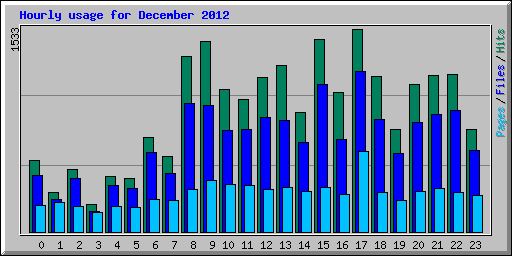 Hourly usage for December 2012
1533
Pages/Files/Hits
0 1 2 3 4 5 6 7 8 9 10 11 12 13 14 15 16 17 18 19 20 21 22 23